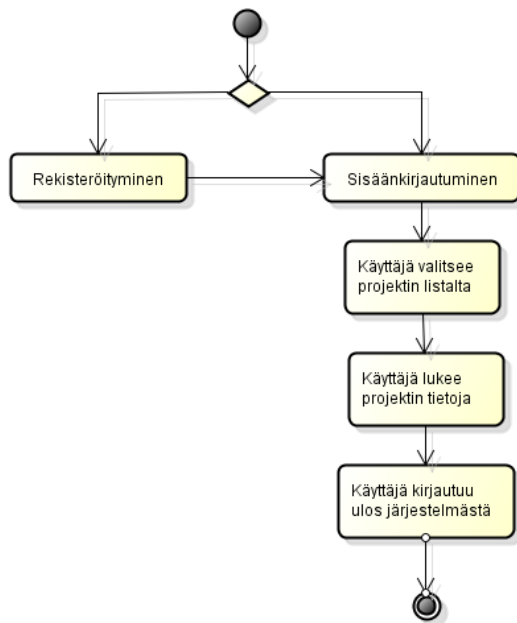 Rekisteröityminen
Sisäänkirjautuminen
Käyttäjä valitsee
projektin listalta
Käyttäjä lukee
projektin tietoja
Käyttäjä kirjautuu
ulos järjestelmästä